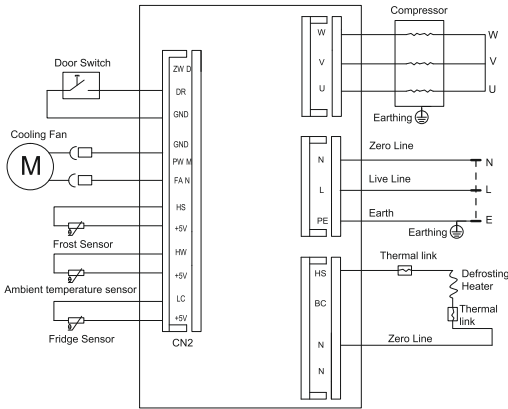 Door Switch
Cooling Fan
M
Frost Sensor
Ambient temperature sensor
Fridge Sensor
ZW D
DR
GND
GND
PW M
FA N
HS
+5V
HW
+5V
LC
+5V
CN2
W
V
U
Compressor
W
V
U
Earthing
N
L
PE
Zero Line
Live Line
Earth
Earthing
N
L
E
HS
BC
N
N
Thermal link
Defrosting
Heater
Thermal
link
Zero Line